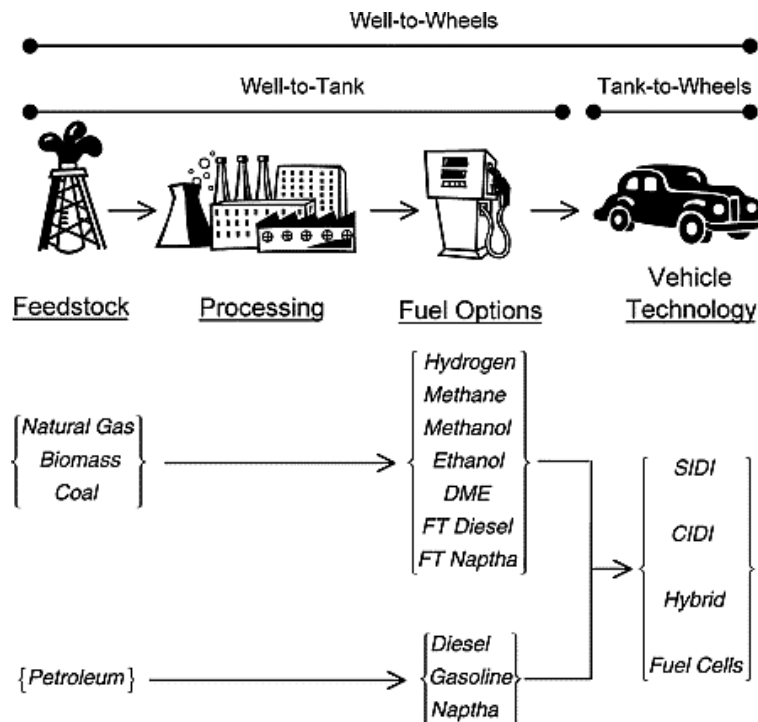 Well-to-Wheels
Well-to-Tank
Tank-to-Wheels
Feedstock
Processing
Fuel Options
Vehicle
Technology
Natural Gas
Biomass
Coal
Hydrogen
Methane
Methanol
Ethanol
DME
FT Diesel
FT Naptha
SIDI
CIDI
Hybrid
Fuel Cells
{Petroleum}
Diesel
Gasoline
Naptha